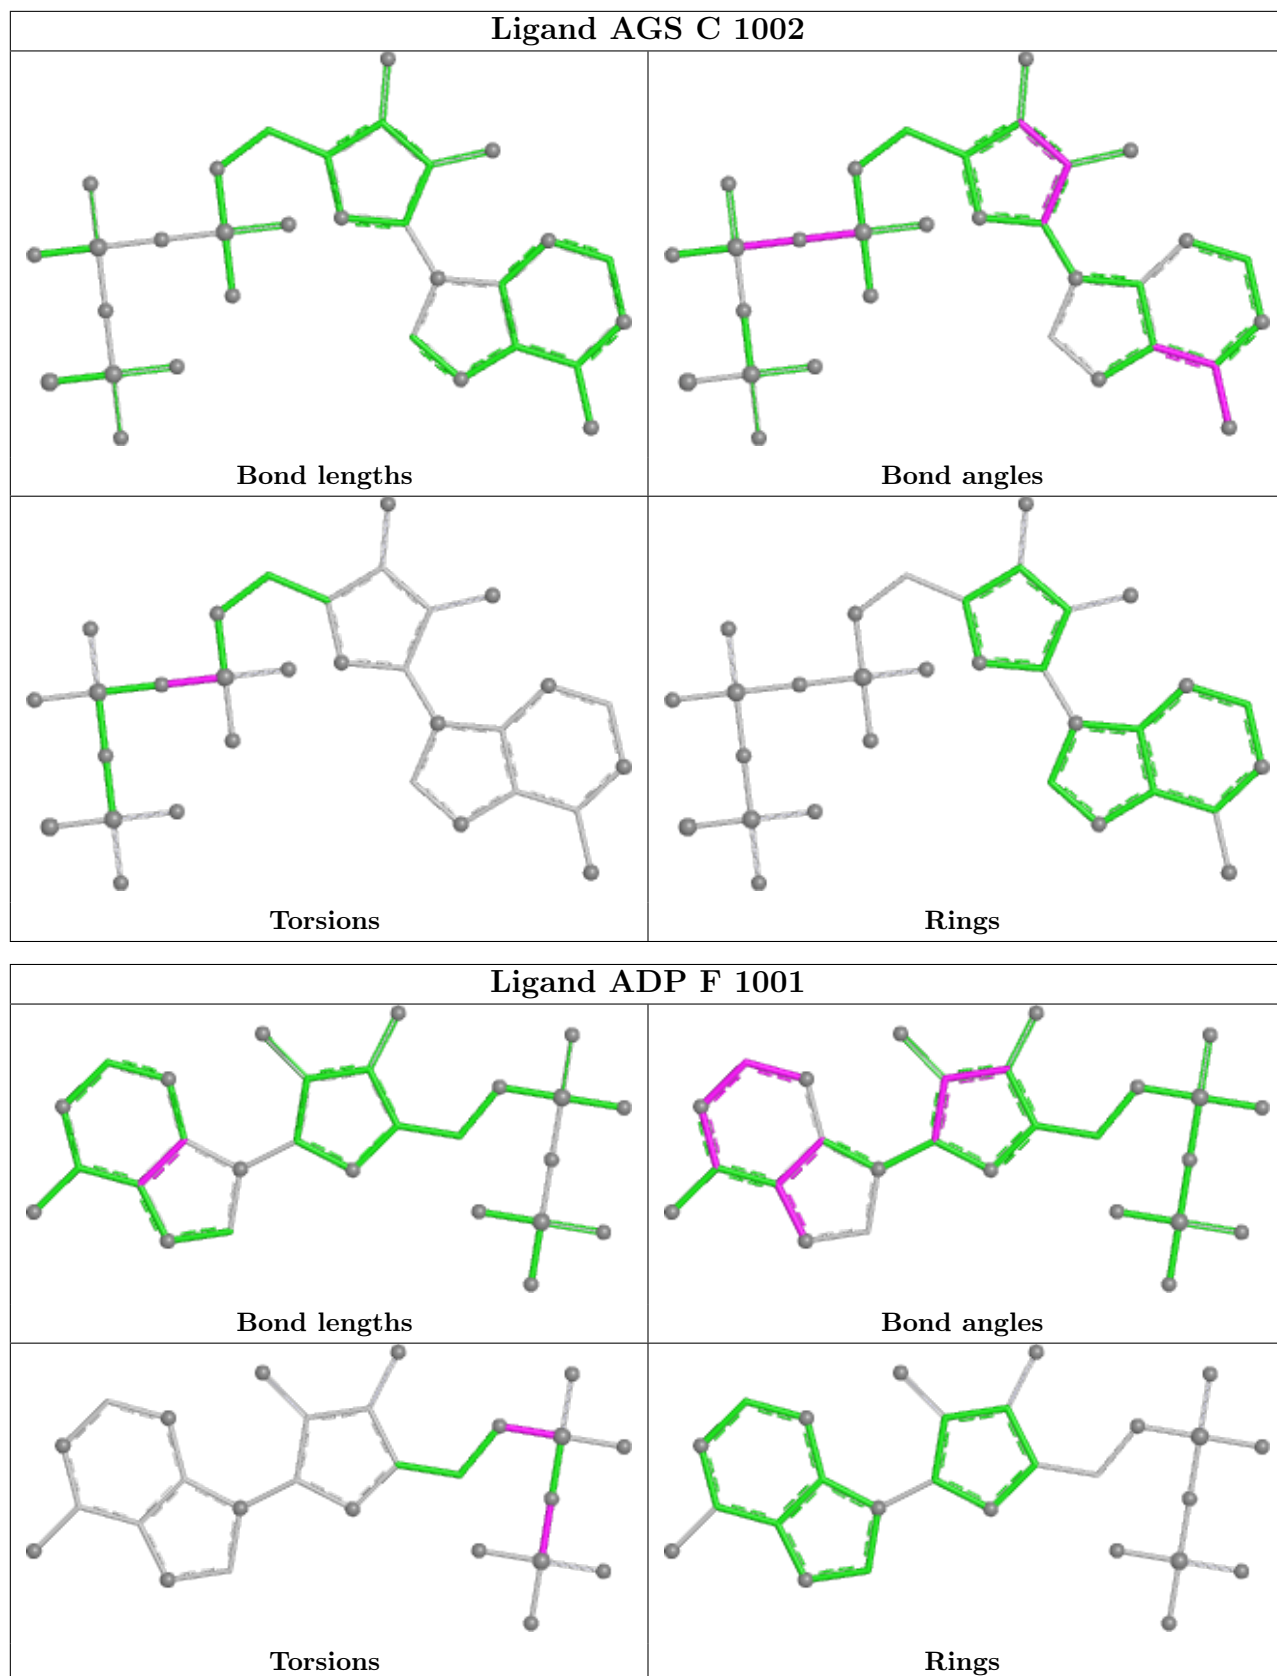 Ligand AGS C 1002
Bond lengths
Bond angles
Torsions
Rings
Ligand ADP F 1001
Bond lengths
Bond angles
Torsions
Rings